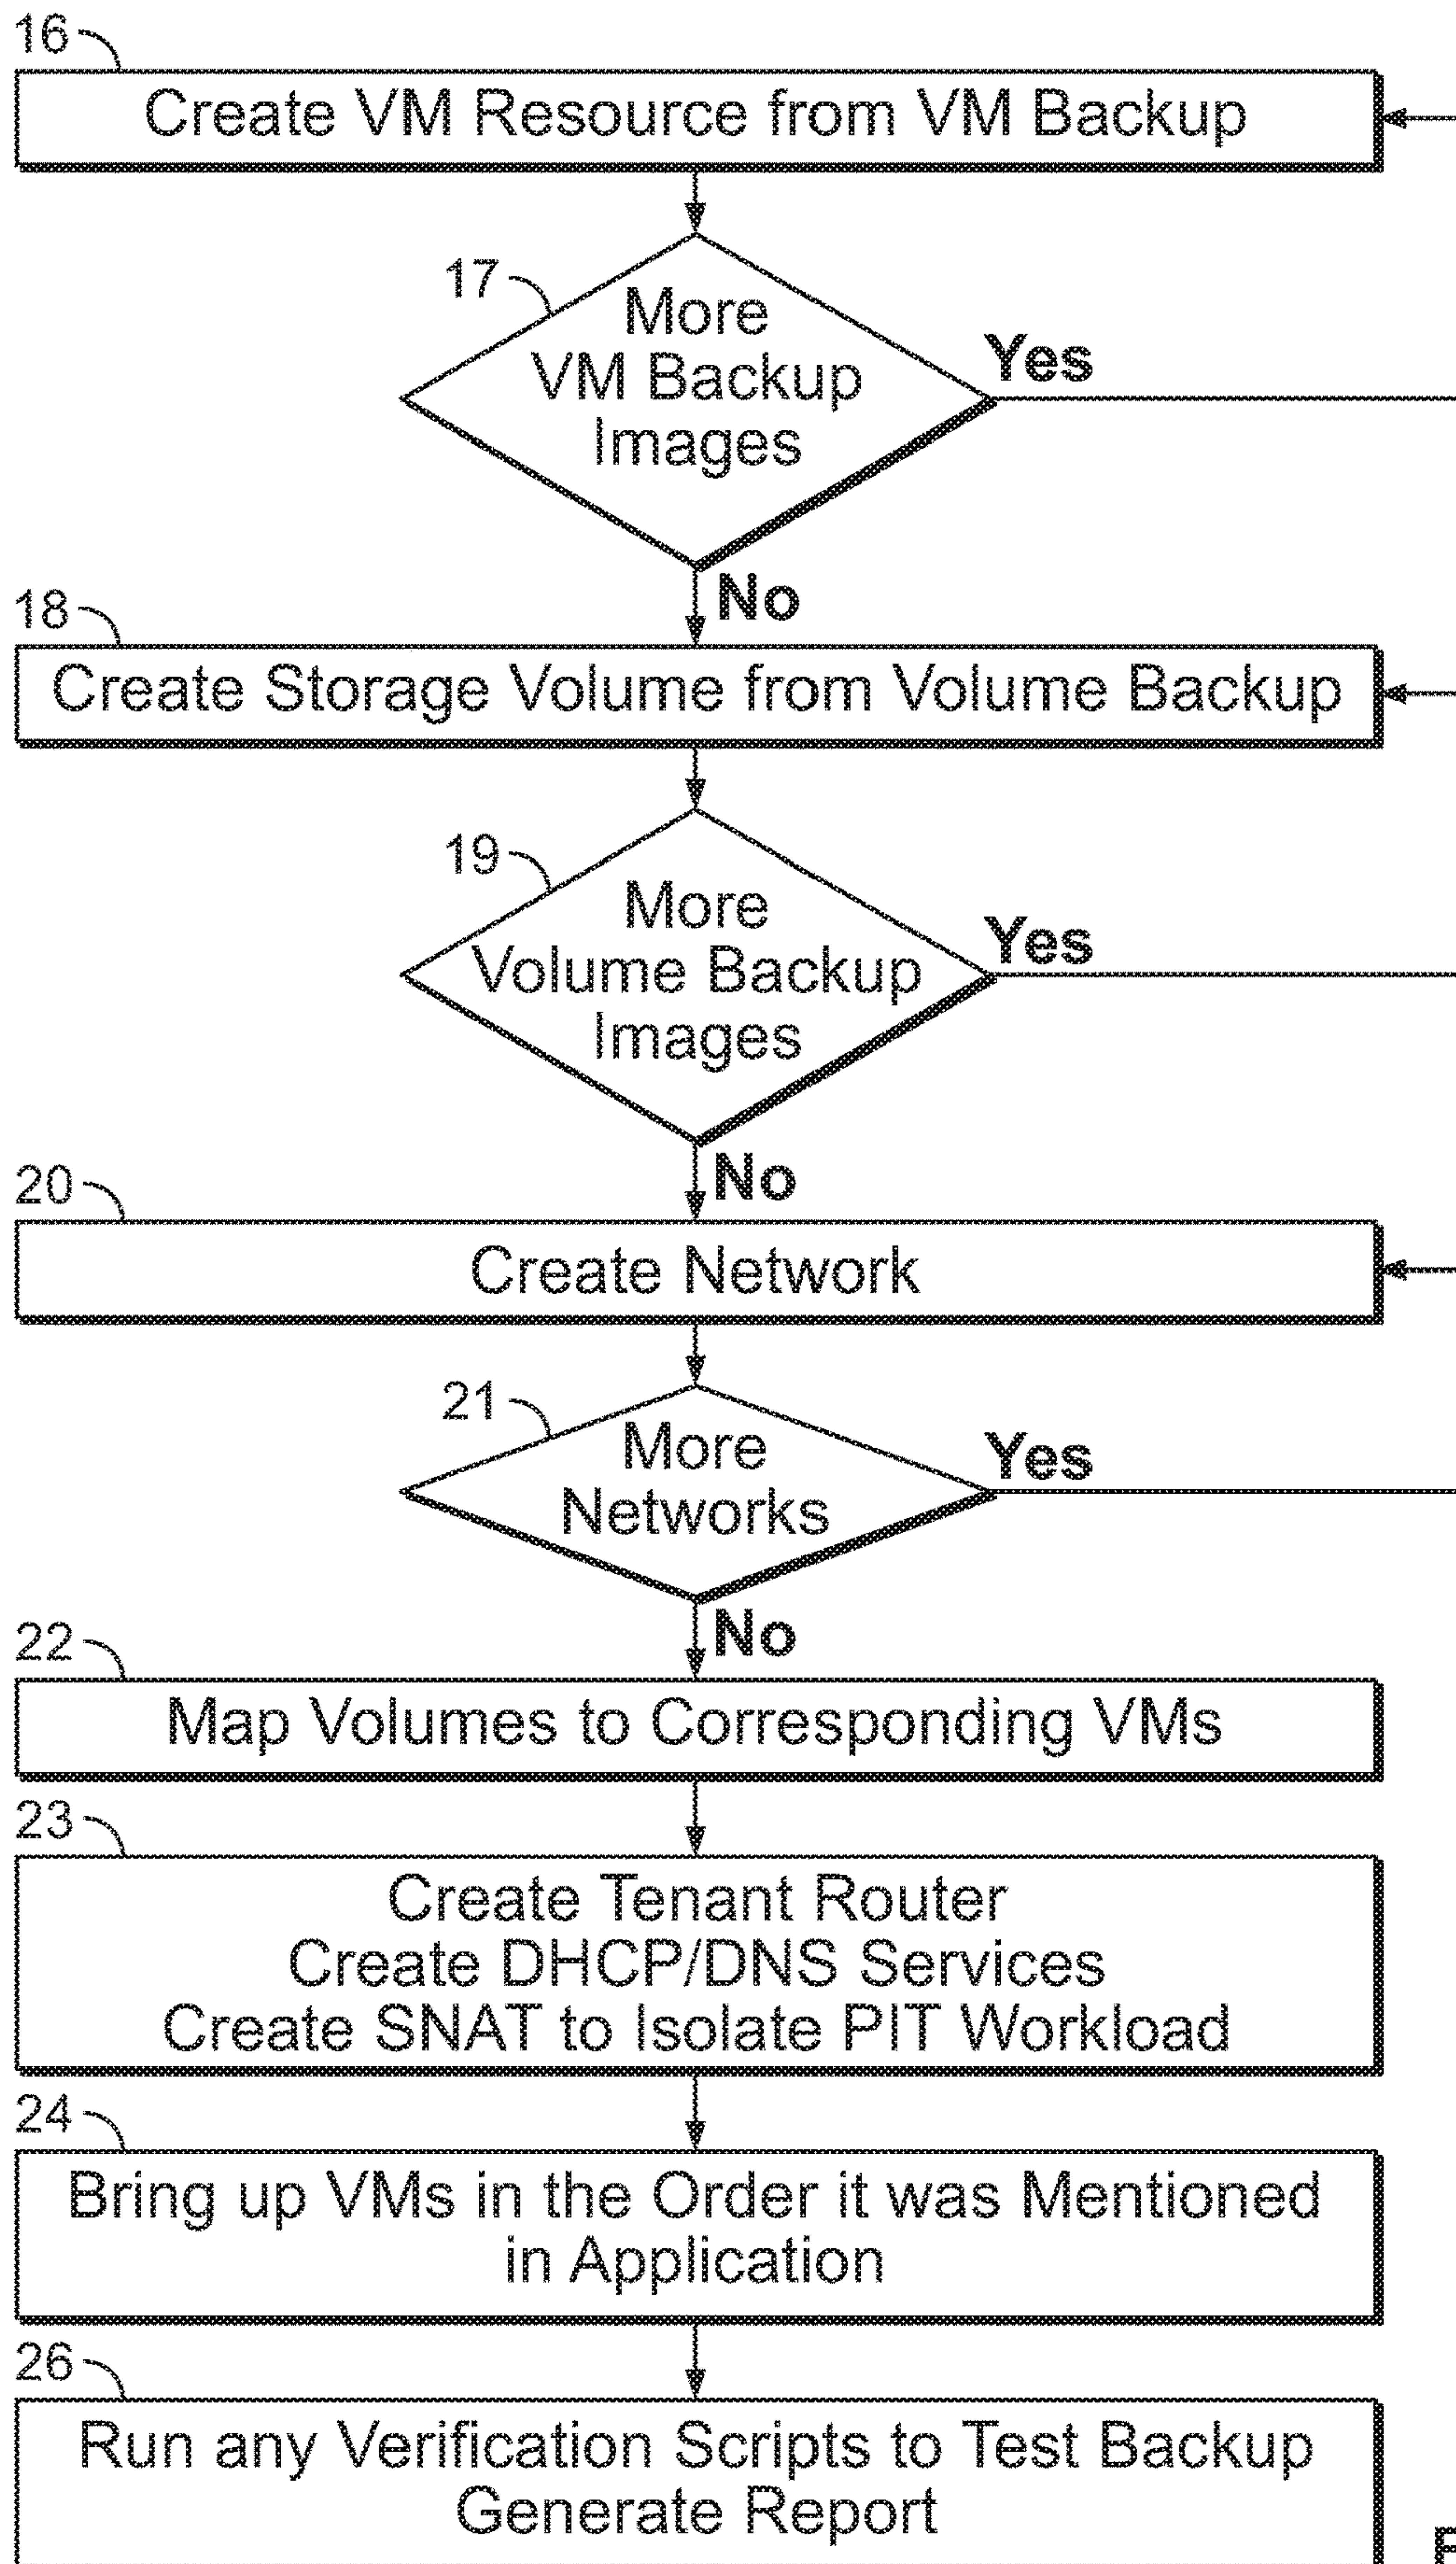 16
Create VM Resource from VM Backup
17
More
VM Backup
Images
Yes
No
18
Create Storage Volume from Volume Backup
19
More
Volume Backup
Images
Yes
No
20
Create Network
21
More
Networks
Yes
No
22
Map Volumes to Corresponding VMs
23
Create Tenant Router
Create DHCP/DNS Services
Create SNAT to Isolate PIT Workload
24
Bring up VMs in the Order it was Mentioned
in Application
26
Run any Verification Scripts to Test Backup
Generate Report